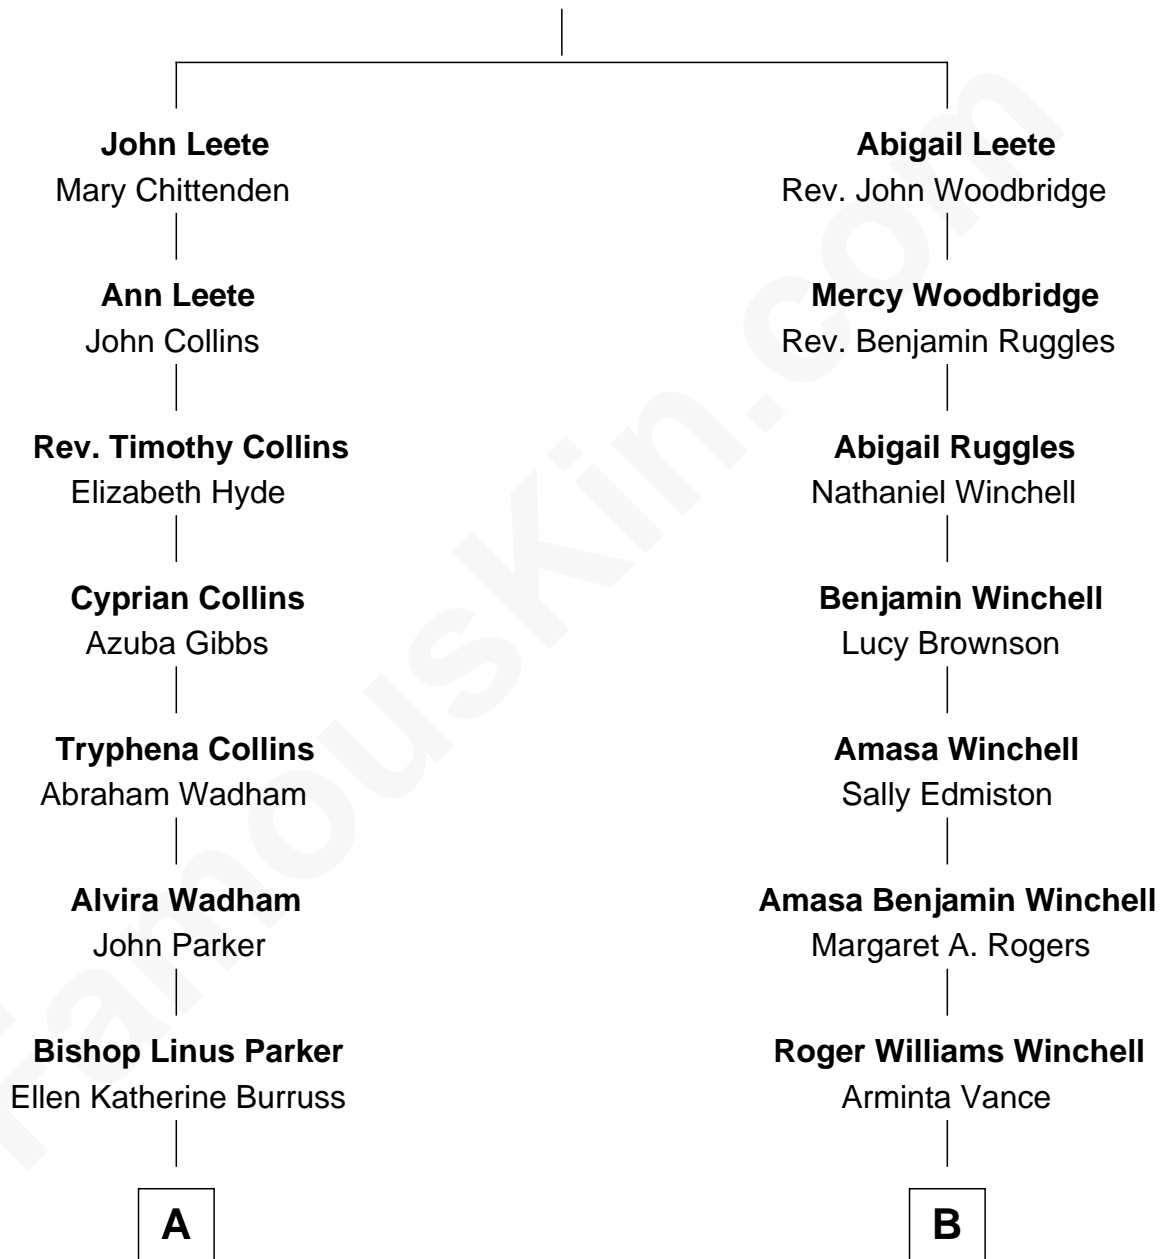 John Leete
Mary Chittenden
Ann Leete
John Collins
Rev. Timothy Collins
Elizabeth Hyde
Cyprian Collins
Azuba Gibbs
Tryphena Collins
Abraham Wadham
Alvira Wadham
John Parker
Bishop Linus Parker
Ellen Katherine Burruss
A
Abigail Leete
Rev. John Woodbridge
Mercy Woodbridge
Rev. Benjamin Ruggles
Abigail Ruggles
Nathaniel Winchell
Benjamin Winchell
Lucy Brownson
Amasa Winchell
Sally Edmiston
Amasa Benjamin Winchell
Margaret A. Rogers
Roger Williams Winchell
Arminta Vance
B
FamousKin.com